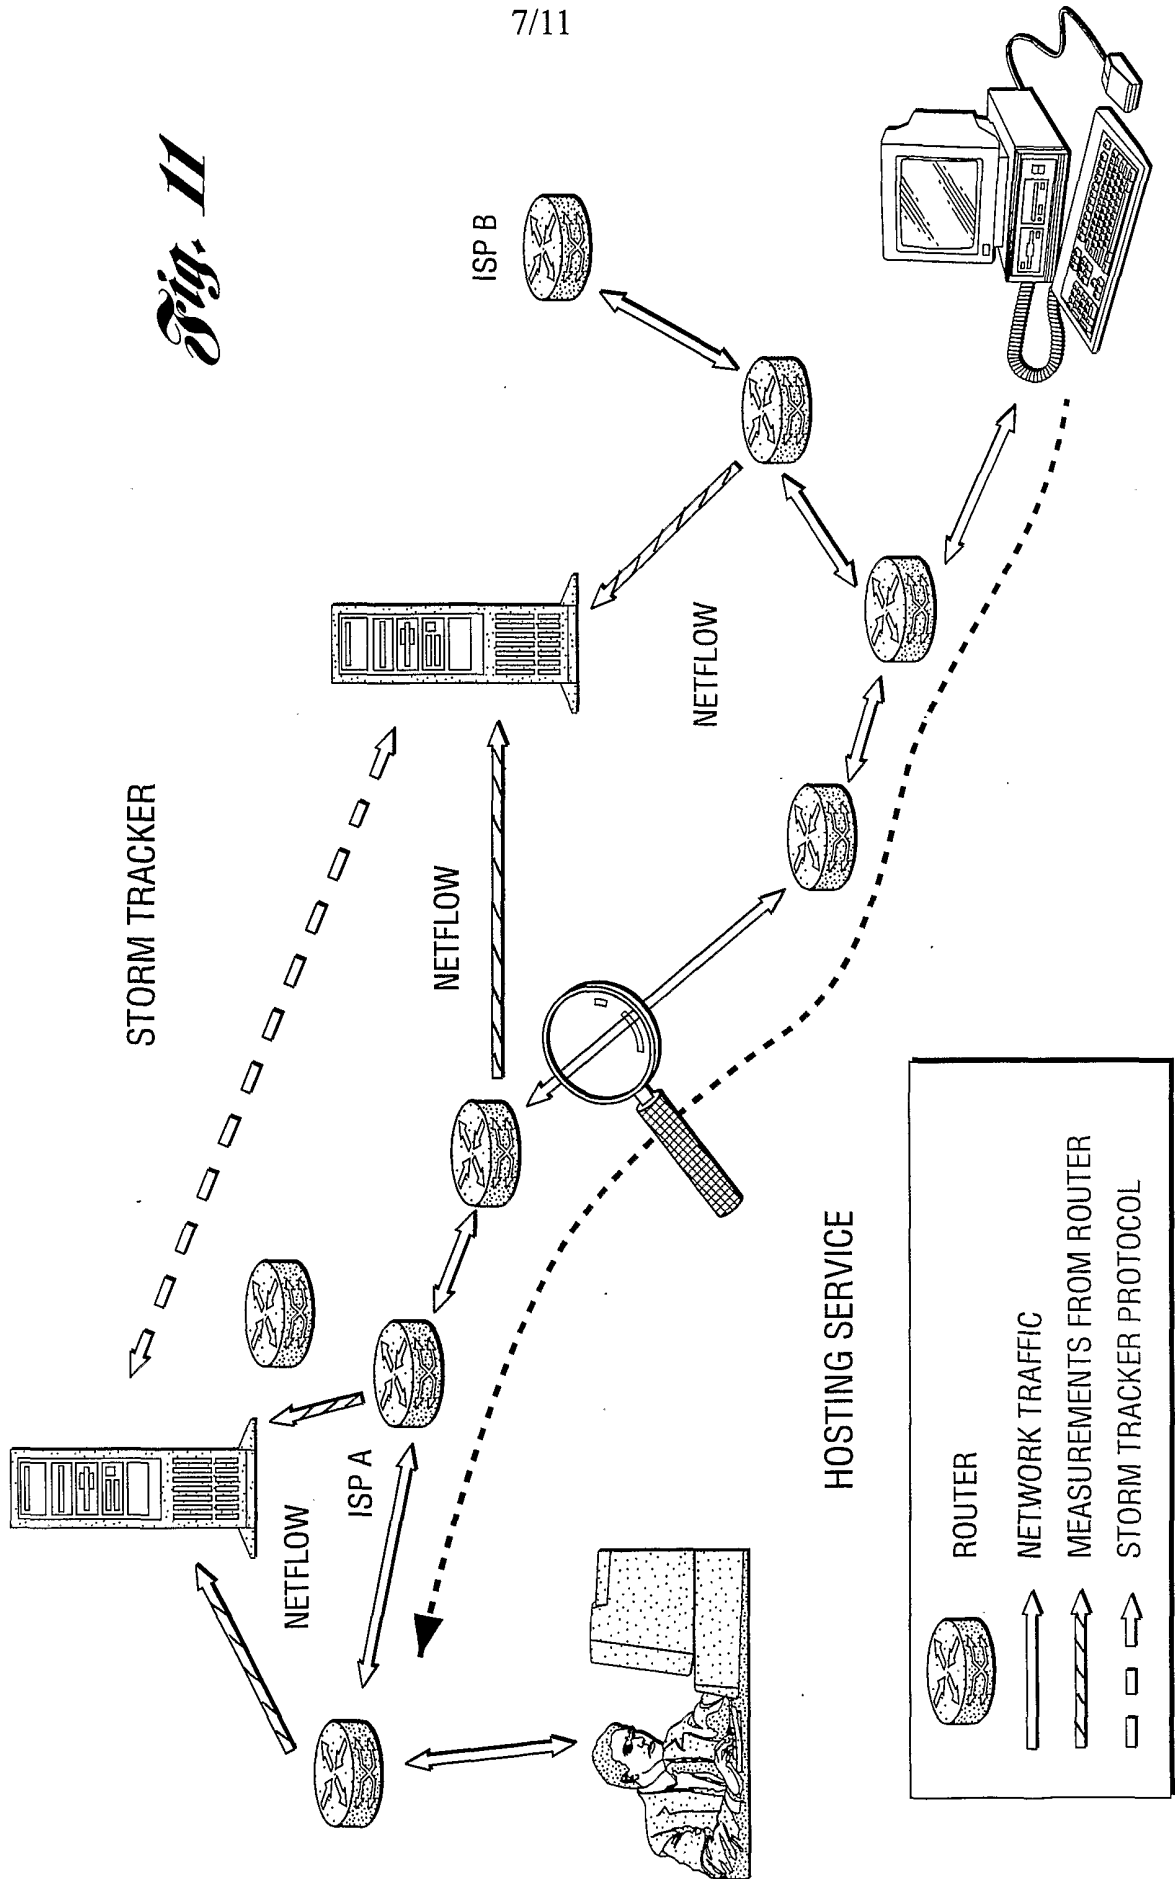 7/11
Fig. 11
STORM TRACKER
NETFLOW
ISP A
NETFLOW
NETFLOW
ISP B
HOSTING SERVICE
ROUTER
NETWORK TRAFFIC
MEASUREMENTS FROM ROUTER
STORM TRACKER PROTOCOL